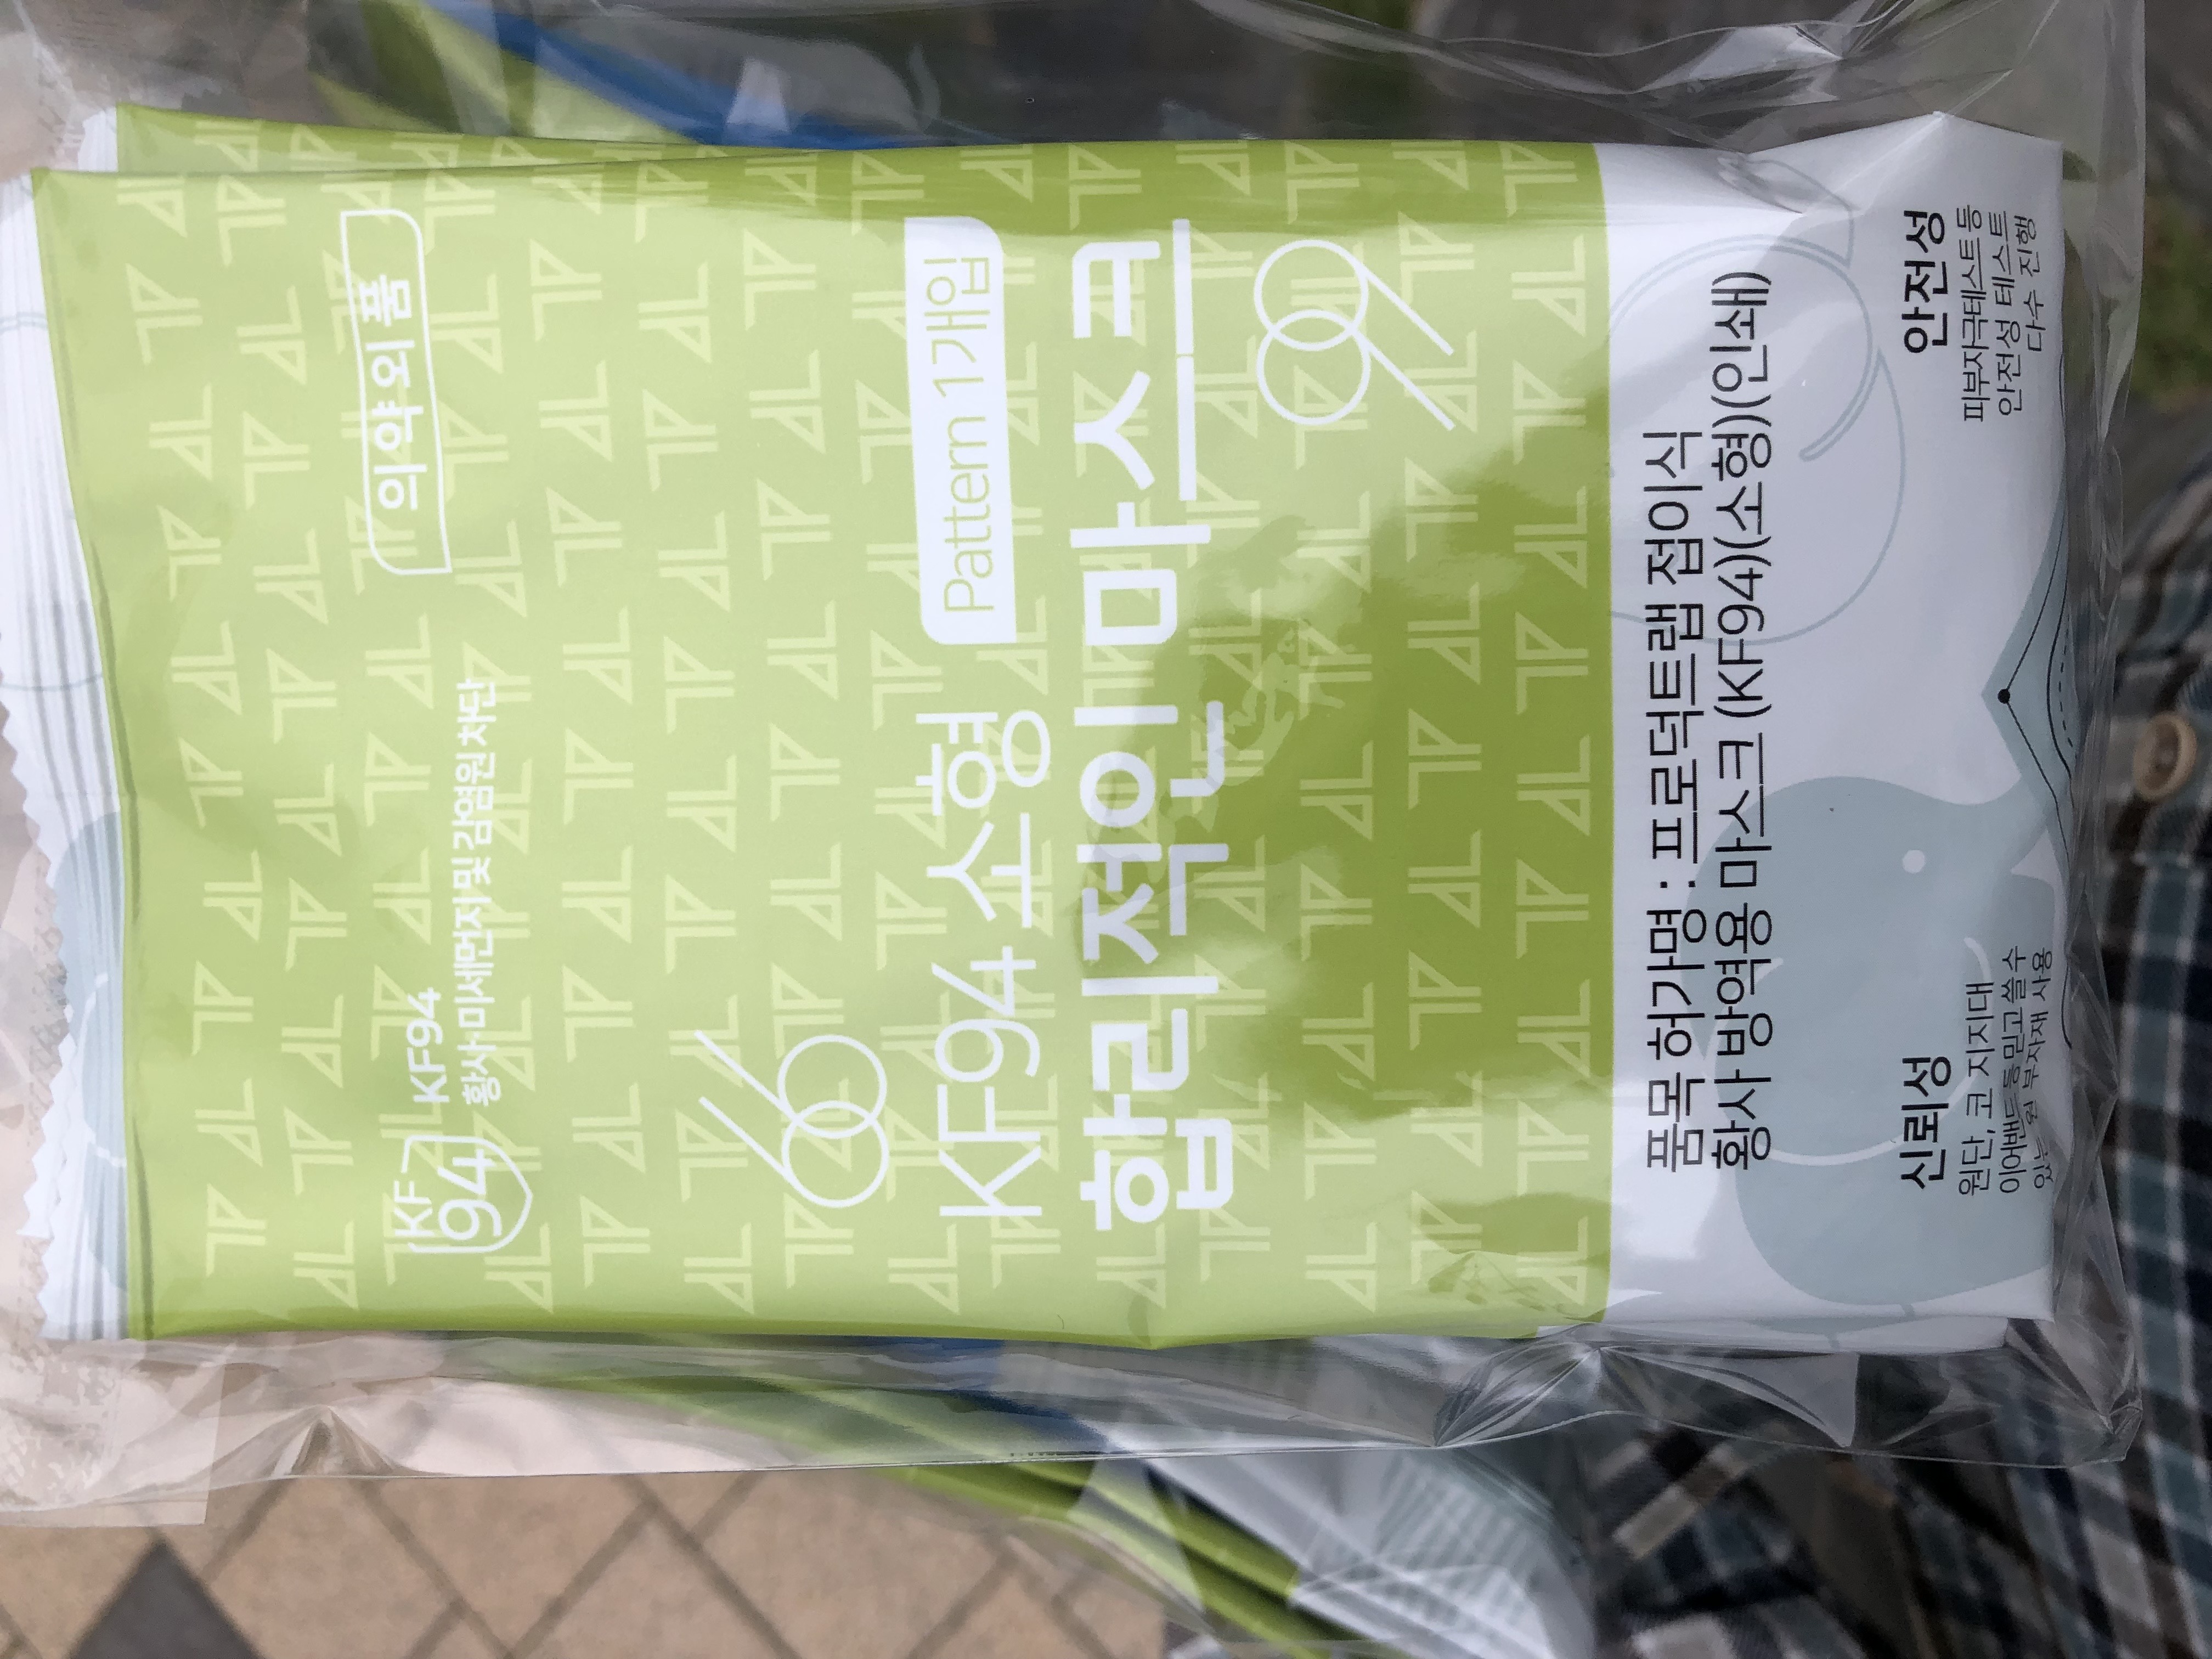 KF
94
KF94
황사 미세먼지 및 감염원 차단
의약외품
KF94 소형
Pattern 1개입
합리적인 마스크
품목 허가명 : 프로덕트랩 접이식
황사 방역용 마스크 (KF94)(소형)(인쇄)
신뢰성
원단, 코 지지대
이어밴드등 믿고 쓸 수
있는 원 부자재 사용
안전성
피부자극테스트 등
안전성 테스트
다수 진행